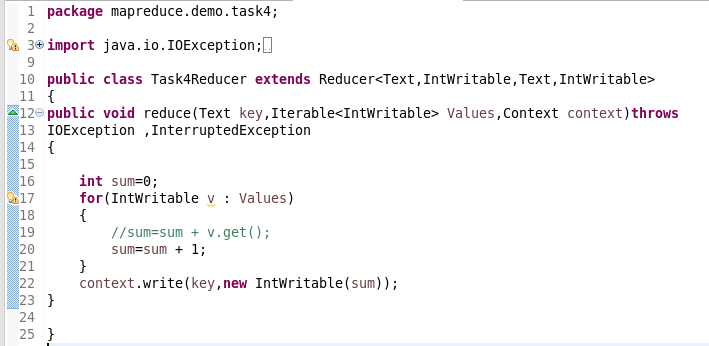 1 package mapreduce.demo.task4;
2
3 import java.io.IOException;
9
10 public class Task4Reducer extends Reducer<Text,IntWritable,Text,IntWritable>
11 {
12 public void reduce(Text key,Iterable<IntWritable> Values,Context context)throws
13 IOException ,InterruptedException
14 {
15
16     int sum=0;
17     for(IntWritable v : Values)
18     {
19         //sum=sum + v.get();
20         sum=sum + 1;
21     }
22     context.write(key,new IntWritable(sum));
23 }
24
25 }